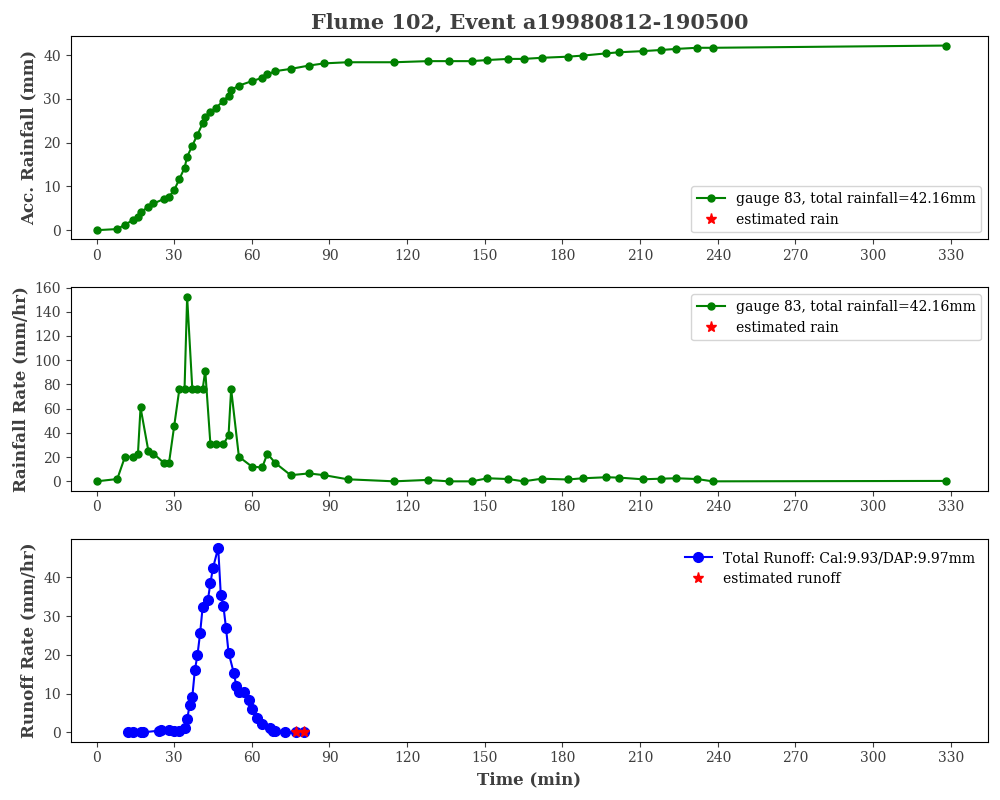 Flume 102, Event a19980812-190500
Acc. Rainfall (mm)
40
30
20
10
0
gauge 83, total rainfall=42.16mm
estimated rain
0 30 60 90 120 150 180 210 240 270 300 330
Rainfall Rate (mm/hr)
160
140
120
100
80
60
40
20
0
gauge 83, total rainfall=42.16mm
estimated rain
0 30 60 90 120 150 180 210 240 270 300 330
Runoff Rate (mm/hr)
40
30
20
10
0
Total Runoff: Cal:9.93/DAP:9.97mm
estimated runoff
0 30 60 90 120 150 180 210 240 270 300 330
Time (min)